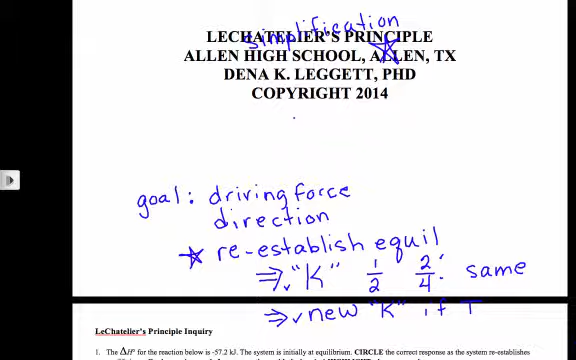 simplification
LECHATELIER'S PRINCIPLE
ALLEN HIGH SCHOOL, ALLEN, TX
DENA K. LEGGETT, PHD
COPYRIGHT 2014
goal: driving force
direction
☆ re-establish equil
⇒ "K" 1/2 2/4 : same
⇒ new "K" if T
LeChatelier's Principle Inquiry
1. The ΔH° for the reaction below is -57.2 kJ. The system is initially at equilibrium. CIRCLE the correct response as the system re-establishes